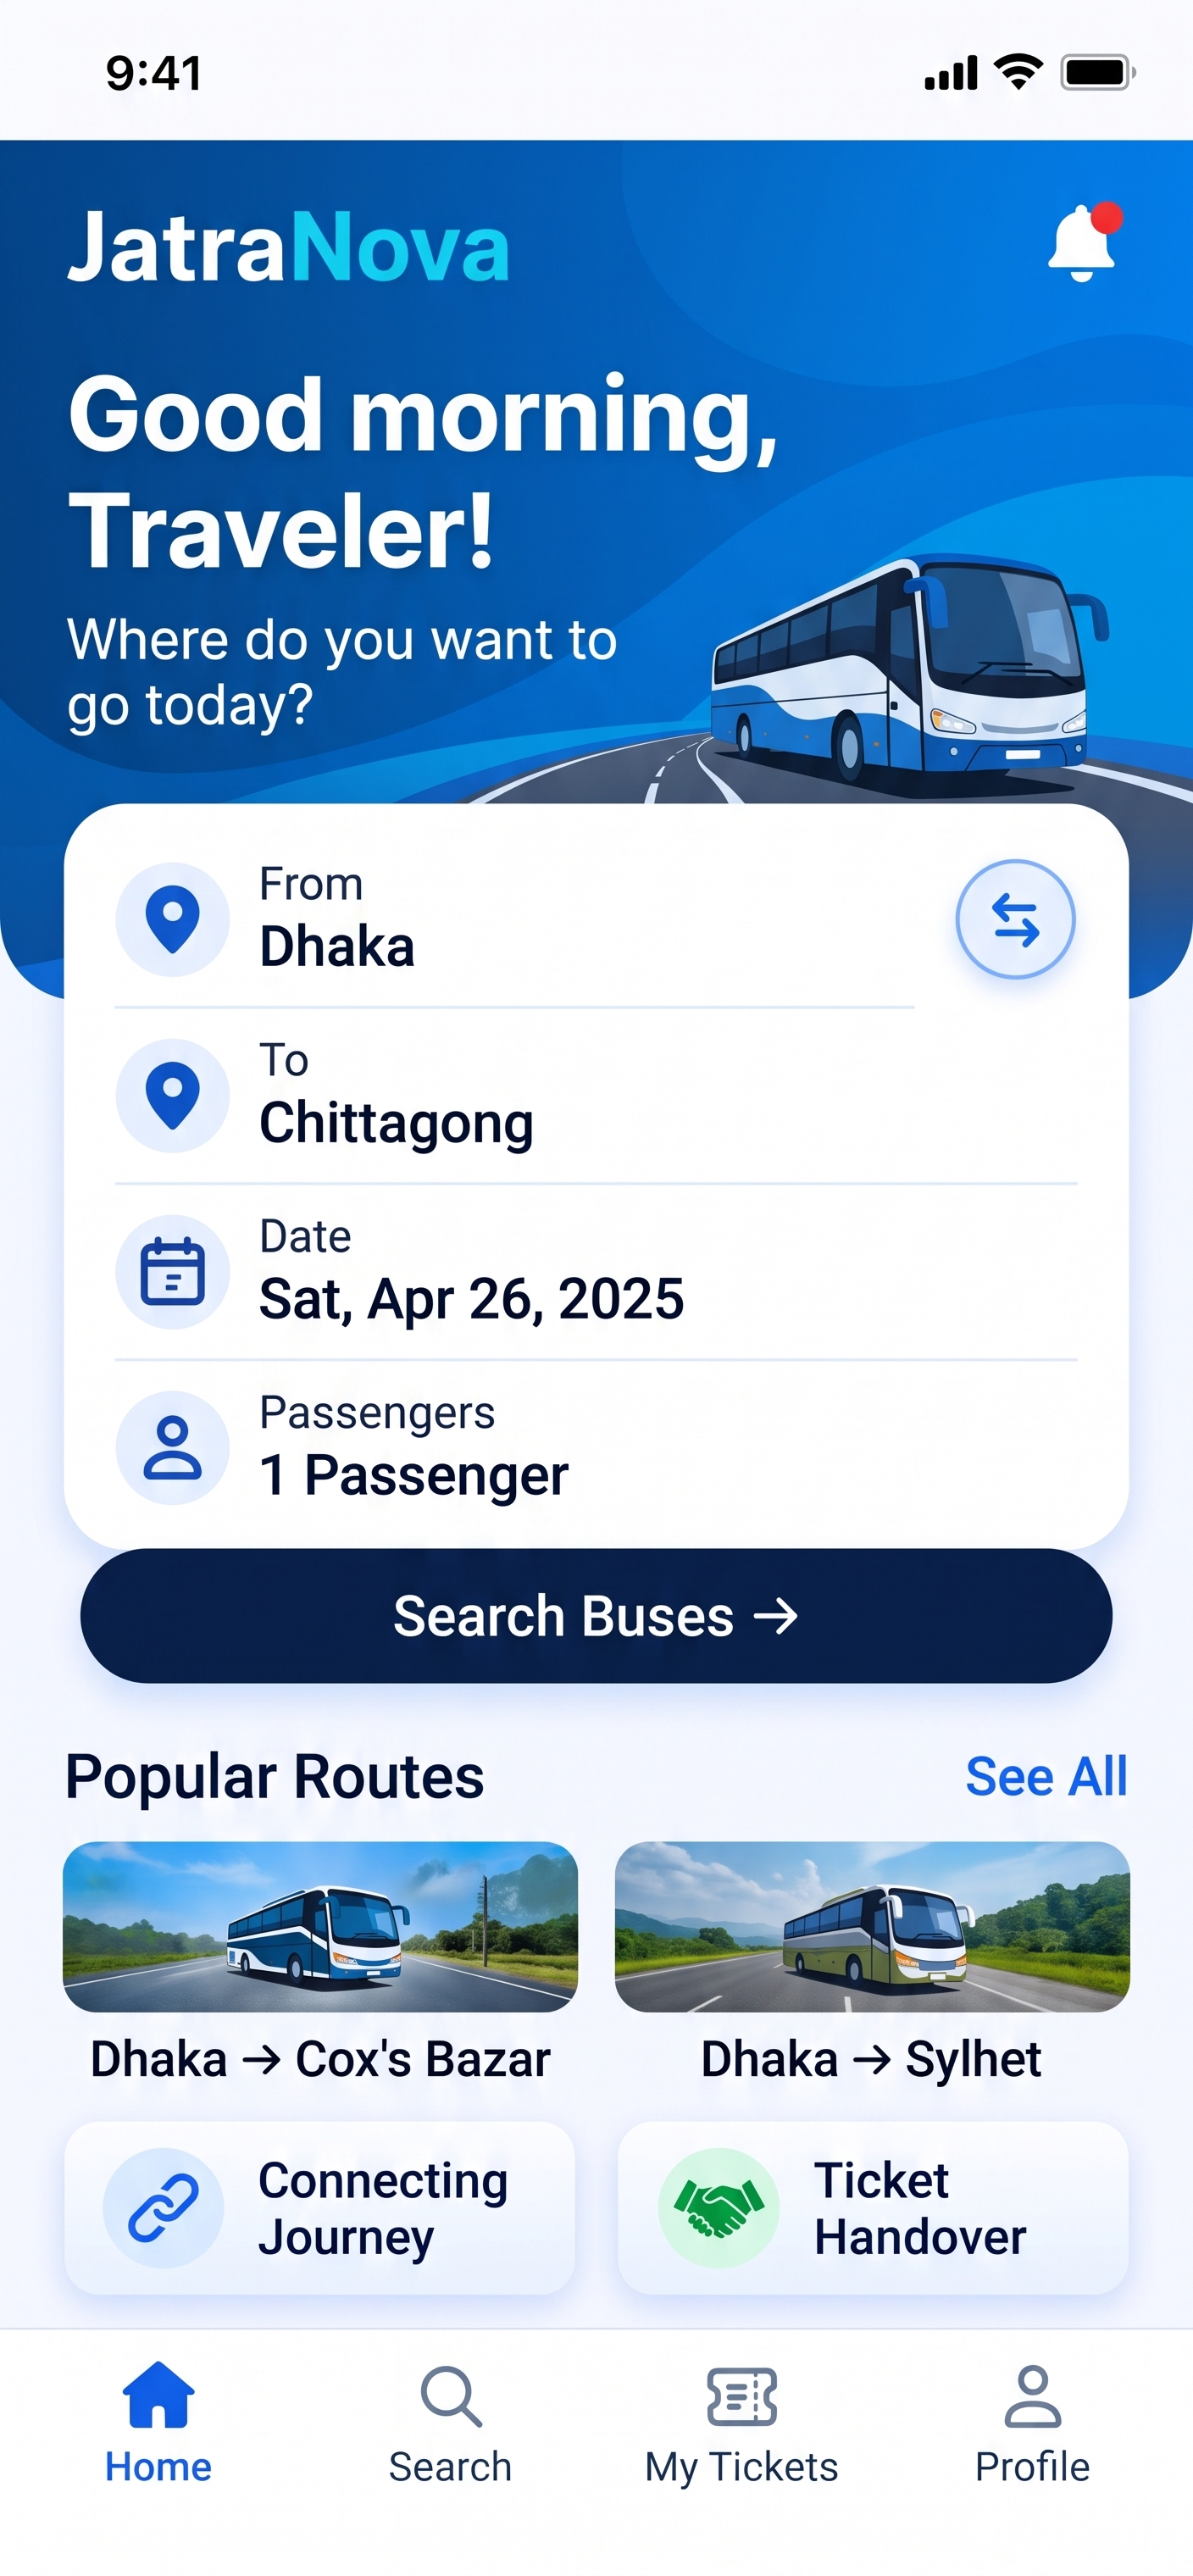 9:41
JatraNova
Good morning,
Traveler!
Where do you want to
go today?
From
Dhaka
To
Chittagong
Date
Sat, Apr 26, 2025
Passengers
1 Passenger
Search Buses →
Popular Routes
See All
Dhaka → Cox's Bazar
Dhaka → Sylhet
Connecting
Journey
Ticket
Handover
Home
Search
My Tickets
Profile